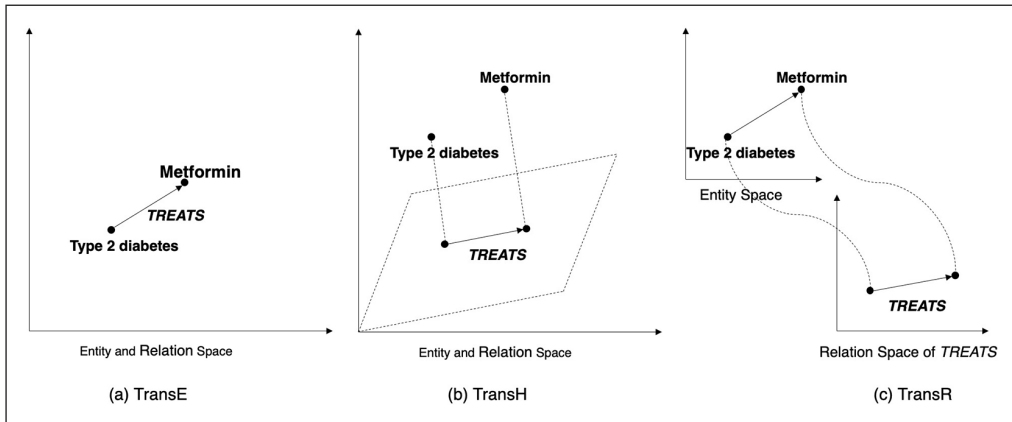 Metformin
TREATS
Type 2 diabetes
Entity and Relation Space
(a) TransE
Metformin
Type 2 diabetes
TREATS
Entity and Relation Space
(b) TransH
Metformin
Type 2 diabetes
Entity Space
TREATS
Relation Space of TREATS
(c) TransR